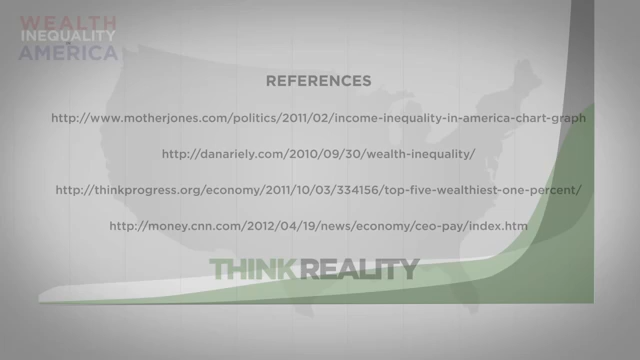 WEALTH
INEQUALITY
AMERICA
REFERENCES
http://www.motherjones.com/politics/2011/02/income-inequality-in-america-chart-graph
http://danariely.com/2010/09/30/wealth-inequality/
http://thinkprogress.org/economy/2011/10/03/334156/top-five-wealthiest-one-percent/
http://money.cnn.com/2012/04/19/news/economy/ceo-pay/index.htm
THINKREALITY